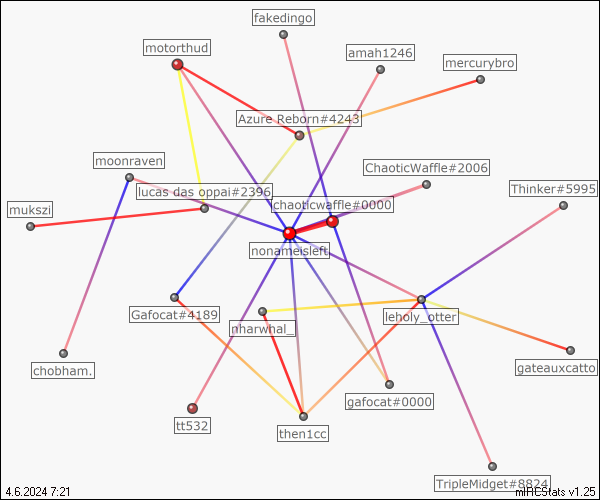 fakedingo
motorthud
amah1246
mercurybro
Azure Reborn#4243
moonraven
ChaoticWaffle#2006
lucas das oppai#2396
Thinker#5995
chaoticwaffle#0000
mukszi
nonameisleft
Gafocat#4189
leholy_otter
nharwhal_
chobham.
gateauxcatto
gafocat#0000
tt532
then1cc
TripleMidget#8824
4.6.2024 7:21
mIRCStats v1.25